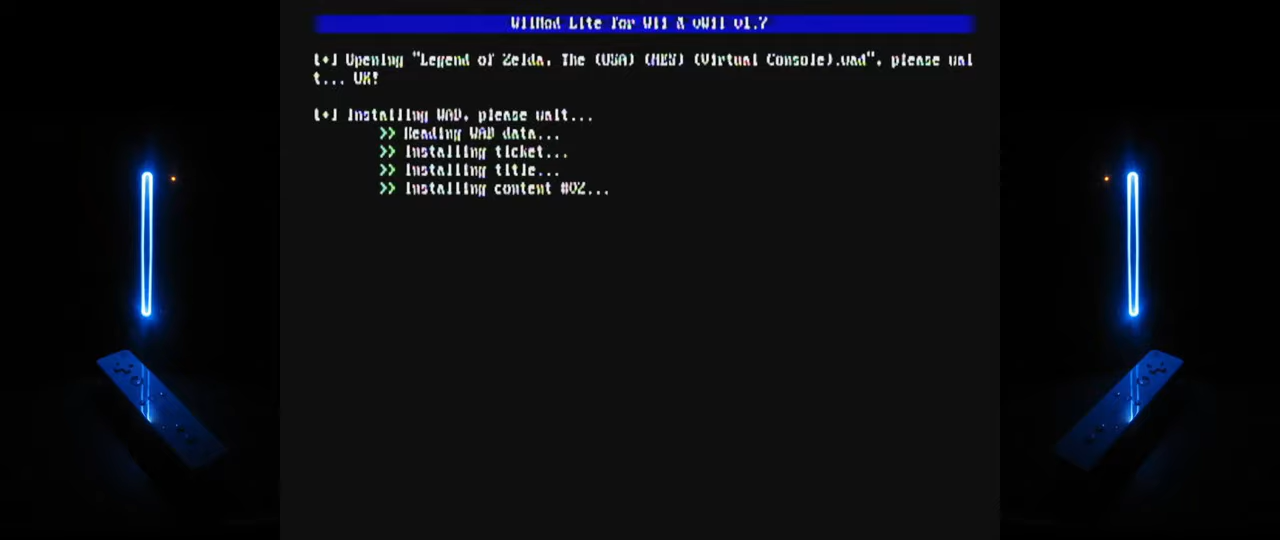 WiiMod Lite for Wii & vWii v1.7
[+] Opening "Legend of Zelda, The (USA) (NES) (Virtual Console).wad", please wai
t... OK!
[+] Installing WAD, please wait...
>> Reading WAD data...
>> Installing ticket...
>> Installing title...
>> Installing content #02...